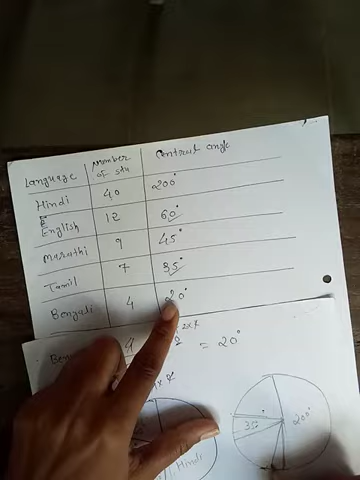 Language Number of stu Central angle
Hindi 40 200°
English 12 60°
Marathi 9 45°
Tamil 7 35°
Bengali 4 20°
= 20°
35° 200°
Hindi